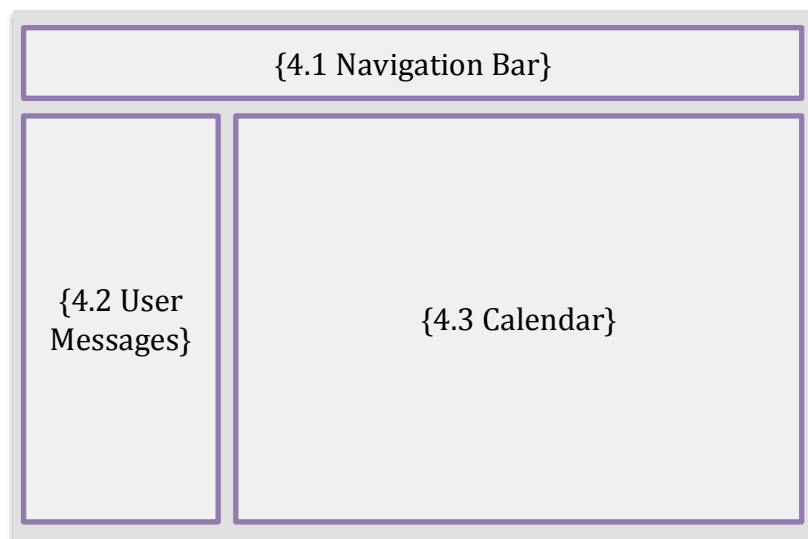 {4.1 Navigation Bar}
{4.2 User
Messages}
{4.3 Calendar}